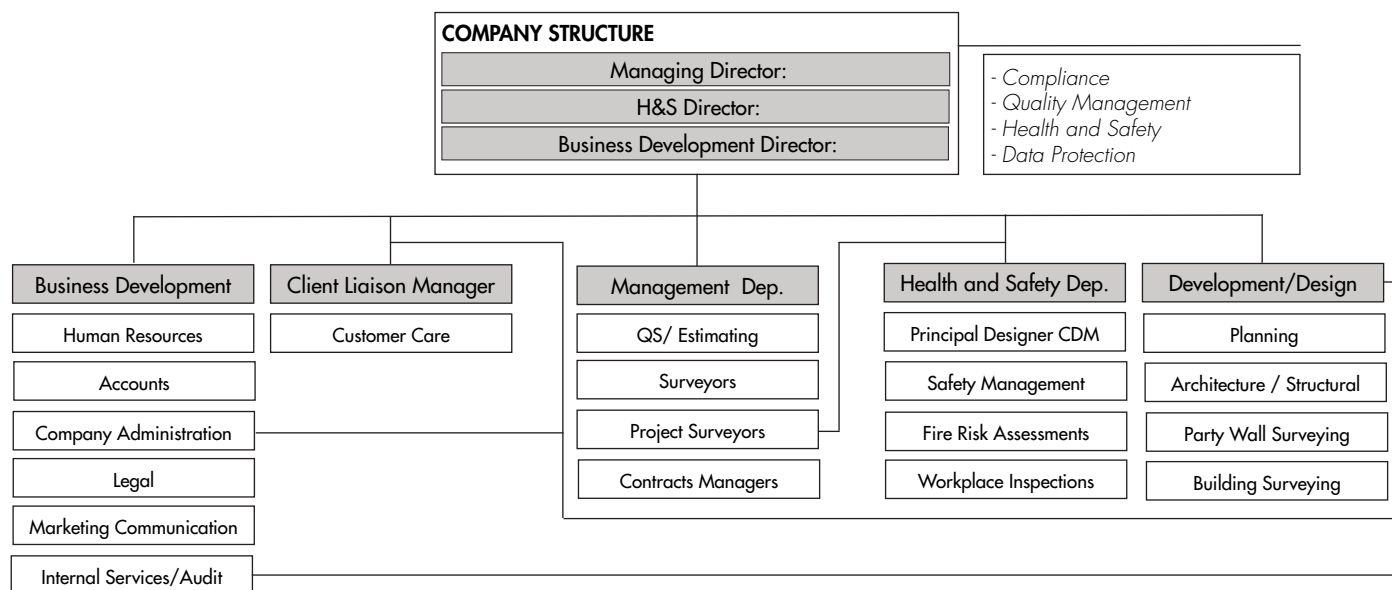 COMPANY STRUCTURE
Managing Director:
H&S Director:
Business Development Director:
- Compliance
- Quality Management
- Health and Safety
- Data Protection
Business Development
Human Resources
Accounts
Company Administration
Legal
Marketing Communication
Internal Services/Audit
Client Liaison Manager
Customer Care
Management Dep.
QS/ Estimating
Surveyors
Project Surveyors
Contracts Managers
Health and Safety Dep.
Principal Designer CDM
Safety Management
Fire Risk Assessments
Workplace Inspections
Development/Design
Planning
Architecture / Structural
Party Wall Surveying
Building Surveying